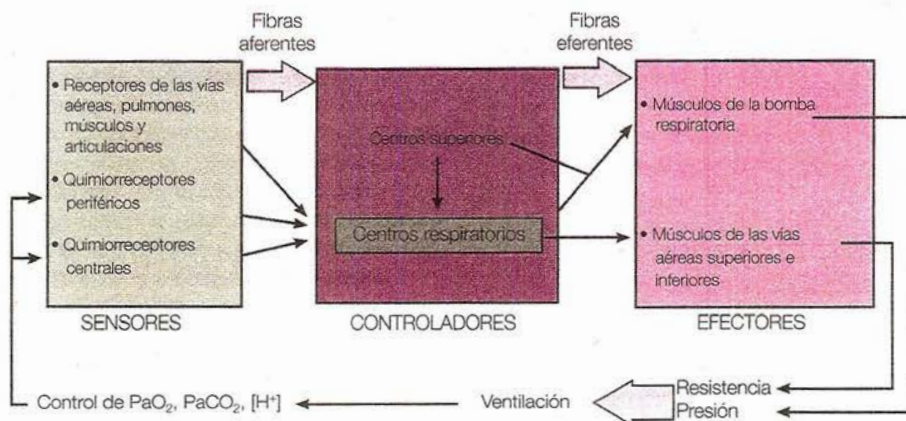 Fibras
aferentes
Fibras
eferentes
• Receptores de las vías
aéreas, pulmones,
músculos y
articulaciones
• Quimiorreceptores
periféricos
• Quimiorreceptores
centrales
SENSORES
Centros superiores
Centros respiratorios
CONTROLADORES
• Músculos de la bomba
respiratoria
• Músculos de las vías
aéreas superiores e
inferiores
EFECTORES
Control de PaO₂, PaCO₂, [H⁺]
Ventilación
Resistencia
Presión